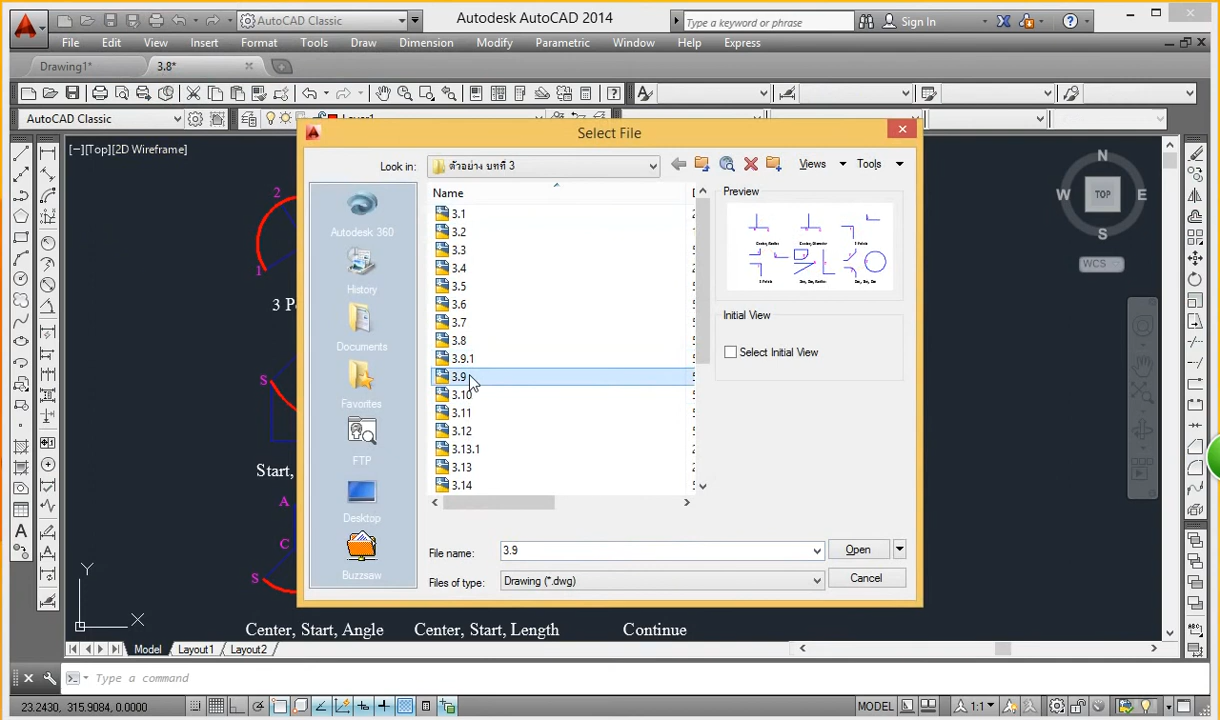 AutoCAD Classic
Autodesk AutoCAD 2014
Type a keyword or phrase
Sign In
File Edit View Insert Format Tools Draw Dimension Modify Parametric Window Help Express
Drawing1*
3.8*
AutoCAD Classic
Layer1
[−][Top][2D Wireframe]
Select File
Look in:
ตัวอย่าง บทที่ 3
Views
Tools
Name
Preview
Autodesk 360
History
Documents
Favorites
FTP
Desktop
Buzzsaw
3.1
3.2
3.3
3.4
3.5
3.6
3.7
3.8
3.9.1
3.9
3.10
3.11
3.12
3.13.1
3.13
3.14
Center, Radius
Center, Diameter
3 Points
Initial View
Select Initial View
File name:
3.9
Open
Files of type:
Drawing (*.dwg)
Cancel
N
W
TOP
E
S
WCS
2
1
3 P
S
Start,
A
C
S
Y
X
Center, Start, Angle
Center, Start, Length
Continue
Model
Layout1
Layout2
Type a command
23.2430, 315.9084, 0.0000
MODEL
1:1